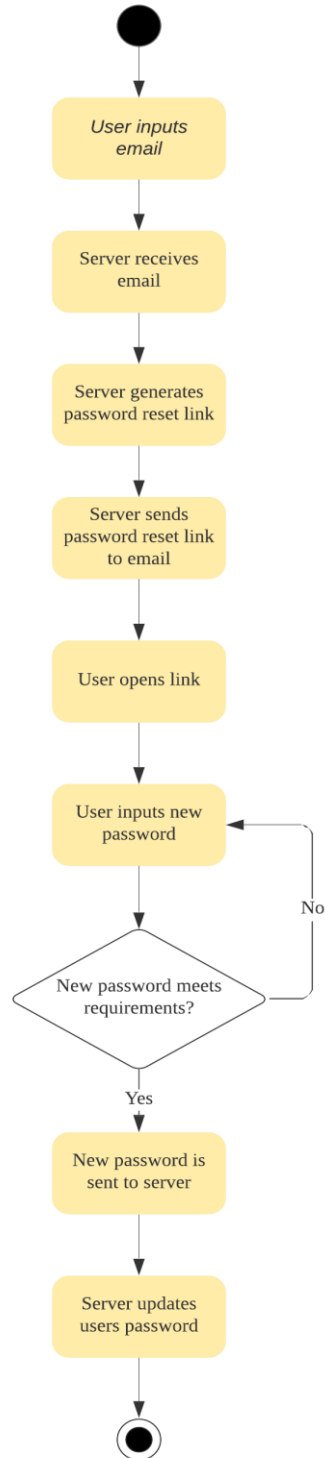 User inputs
email
Server receives
email
Server generates
password reset link
Server sends
password reset link
to email
User opens link
User inputs new
password
No
New password meets
requirements?
Yes
New password is
sent to server
Server updates
users password